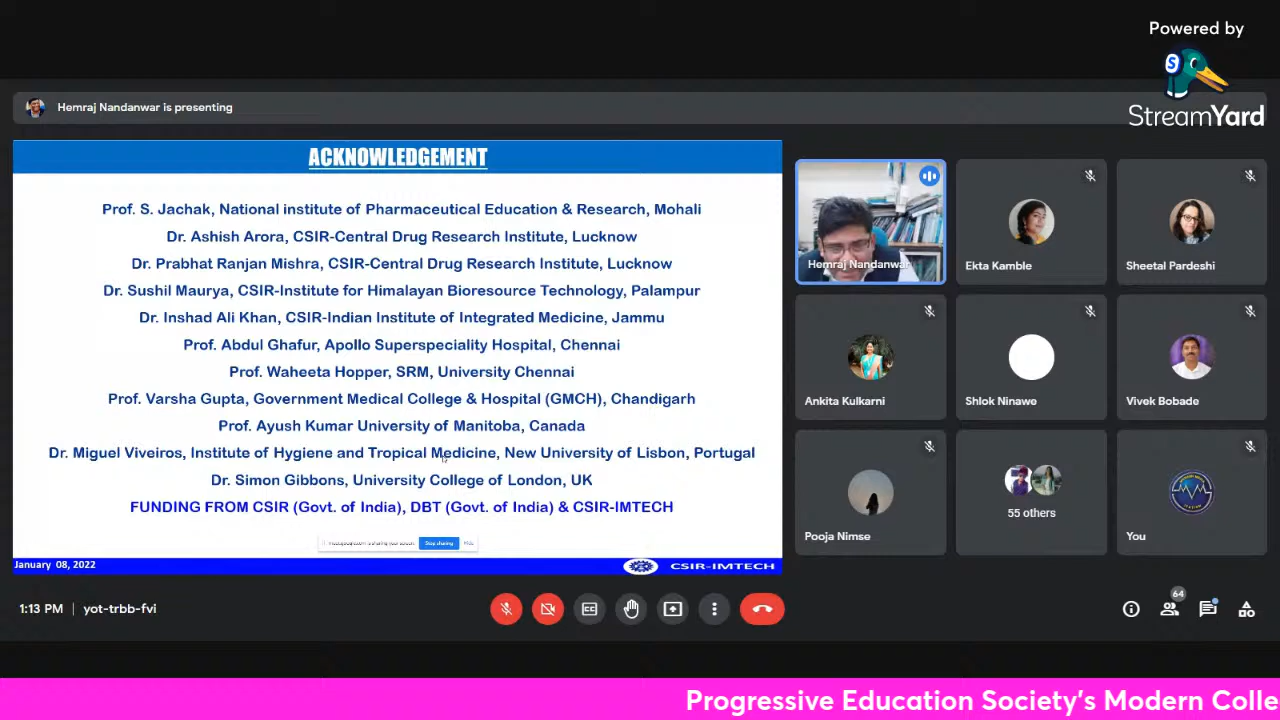 Powered by
S
StreamYard
Hemraj Nandanwar is presenting
ACKNOWLEDGEMENT
Prof. S. Jachak, National institute of Pharmaceutical Education & Research, Mohali
Dr. Ashish Arora, CSIR-Central Drug Research Institute, Lucknow
Dr. Prabhat Ranjan Mishra, CSIR-Central Drug Research Institute, Lucknow
Dr. Sushil Maurya, CSIR-Institute for Himalayan Bioresource Technology, Palampur
Dr. Inshad Ali Khan, CSIR-Indian Institute of Integrated Medicine, Jammu
Prof. Abdul Ghafur, Apollo Superspeciality Hospital, Chennai
Prof. Waheeta Hopper, SRM, University Chennai
Prof. Varsha Gupta, Government Medical College & Hospital (GMCH), Chandigarh
Prof. Ayush Kumar University of Manitoba, Canada
Dr. Miguel Viveiros, Institute of Hygiene and Tropical Medicine, New University of Lisbon, Portugal
Dr. Simon Gibbons, University College of London, UK
FUNDING FROM CSIR (Govt. of India), DBT (Govt. of India) & CSIR-IMTECH
is sharing your screen.
Stop sharing
Hide
January 08, 2022
CSIR-IMTECH
Hemraj Nandanwar
Ekta Kamble
Sheetal Pardeshi
Ankita Kulkarni
Shlok Ninawe
Vivek Bobade
Pooja Nimse
55 others
You
1:13 PM | yot-trbb-fvi
64
Progressive Education Society's Modern Colle